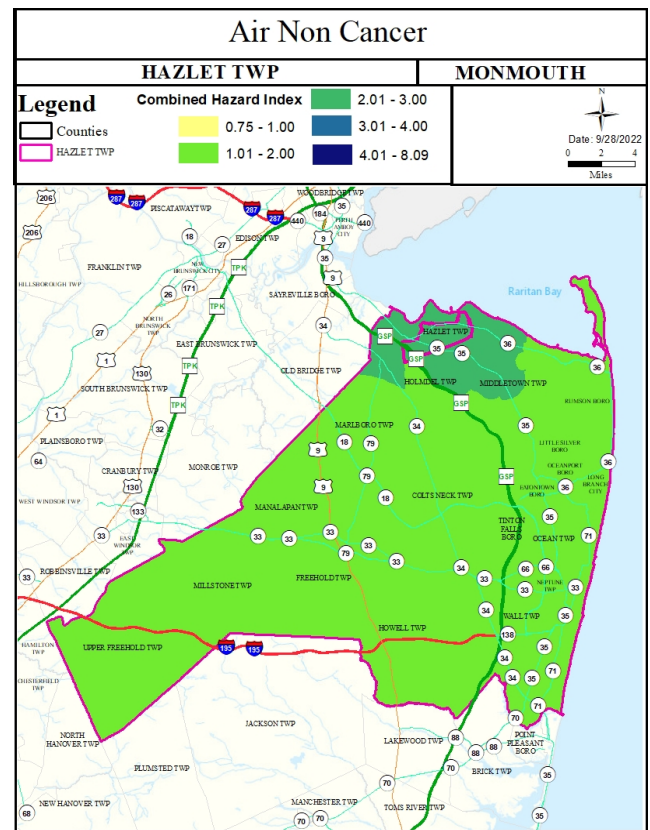 Air Non Cancer
HAZLET TWP
MONMOUTH
Legend
Counties
HAZLET TWP
Combined Hazard Index
0.75 - 1.00
1.01 - 2.00
2.01 - 3.00
3.01 - 4.00
4.01 - 8.09
N
Date: 9/28/2022
0 2 4
Miles
206
287
287
WOODBRIDGE TWP
35
PISCATAWAY TWP
287
287
440
184
PERTH
AMBOY
CITY
440
206
18
27
EDISON TWP
9
35
FRANKLIN TWP
NEW
BRUNSWICK CITY
TPK
9
HILLSBOROUGH TWP
26
171
SAYREVILLE BORO
Raritan Bay
TPK
NORTH
BRUNSWICK
TWP
27
34
GSP
HAZLET TWP
EAST BRUNSWICK TWP
35
35
36
1
TPK
GSP
130
OLD BRIDGE TWP
36
SOUTH BRUNSWICK TWP
HOLMDEL TWP
MIDDLETOWN TWP
TPK
GSP
RUMSON BORO
1
32
MARLBORO TWP
34
35
PLAINSBORO TWP
18
79
LITTLE SILVER
BORO
9
64
CRANBURY TWP
MONROE TWP
OCEANPORT
BORO
36
79
GSP
130
9
COLTS NECK TWP
EATONTOWN
BORO
36
LONG
BRANCH
CITY
18
WEST WINDSOR TWP
133
MANALAPAN TWP
TINTON
FALLS
BORO
35
33
EAST
WINDSOR
TWP
33
33
33
33
OCEAN TWP
71
79
33
ROBBINSVILLE TWP
33
FREEHOLD TWP
34
33
66
66
33
NEPTUNE
TWP
33
MILLSTONE TWP
34
WALL TWP
35
HOWELL TWP
138
HAMILTON
TWP
UPPER FREEHOLD TWP
195
195
35
34
71
CHESTERFIELD
TWP
34
35
71
NORTH
HANOVER TWP
JACKSON TWP
70
LAKEWOOD TWP
88
POINT
PLEASANT
BORO
88
88
PLUMSTED TWP
70
BRICK TWP
35
70
NEW HANOVER TWP
MANCHESTER TWP
TOMS RIVER TWP
68
70
70
35